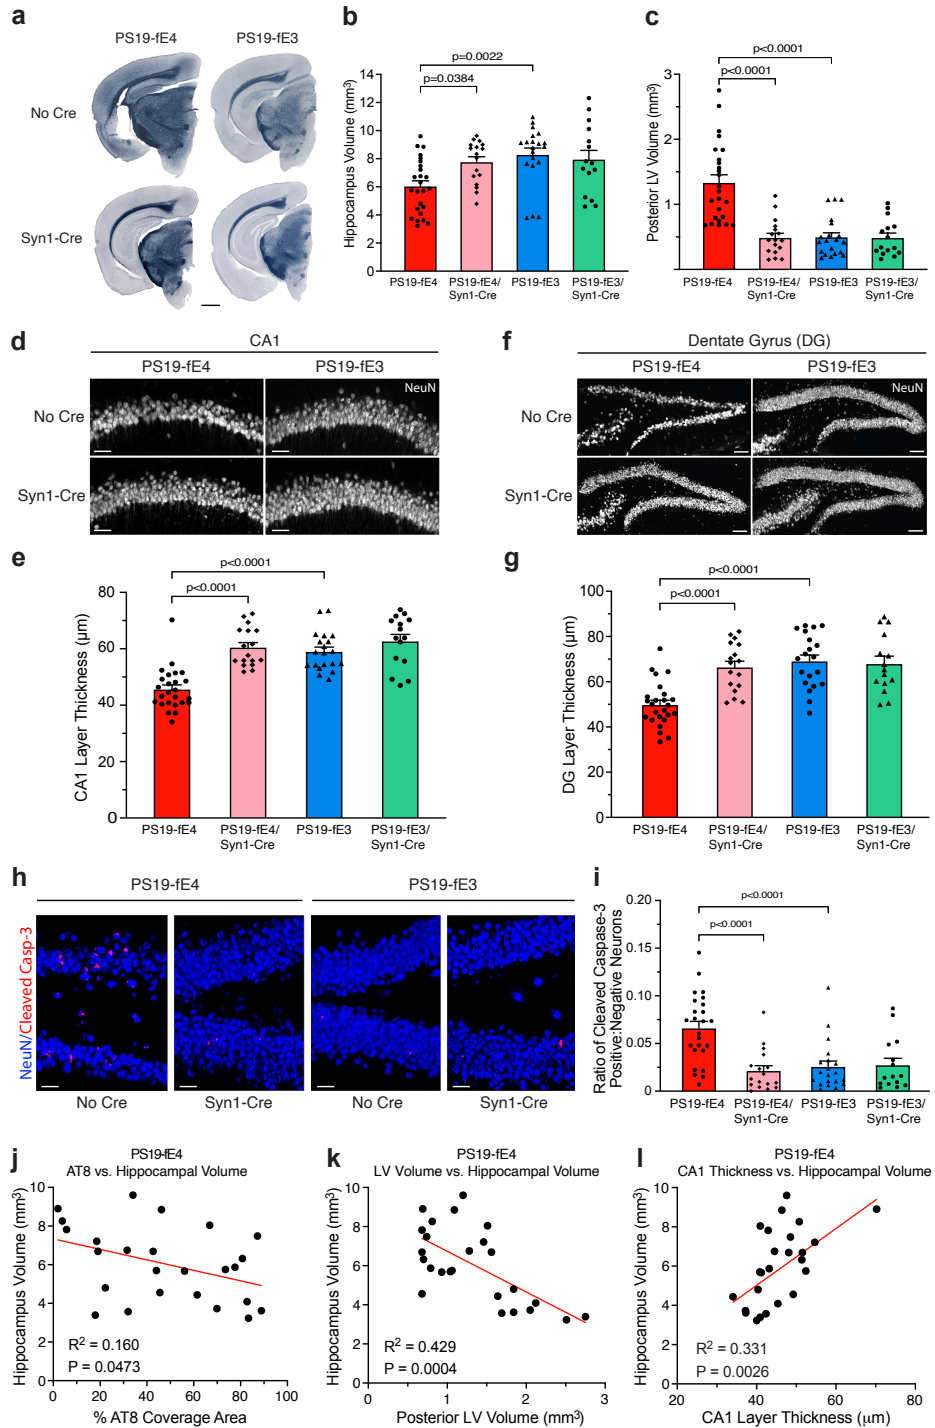 a
PS19-fE4
PS19-fE3
No Cre
Syn1-Cre
b
p=0.0022
p=0.0384
Hippocampus Volume (mm³)
14
12
10
8
6
4
2
0
PS19-fE4
PS19-fE4/
Syn1-Cre
PS19-fE3
PS19-fE3/
Syn1-Cre
c
p<0.0001
p<0.0001
Posterior LV Volume (mm³)
3
2
1
PS19-fE4
PS19-fE4/
Syn1-Cre
PS19-fE3
PS19-fE3/
Syn1-Cre
d
CA1
PS19-fE4
PS19-fE3
NeuN
No Cre
Syn1-Cre
f
Dentate Gyrus (DG)
PS19-fE4
PS19-fE3
NeuN
No Cre
Syn1-Cre
e
p<0.0001
p<0.0001
CA1 Layer Thickness (μm)
80
60
40
20
0
PS19-fE4
PS19-fE4/
Syn1-Cre
PS19-fE3
PS19-fE3/
Syn1-Cre
g
p<0.0001
p<0.0001
DG Layer Thickness (μm)
100
80
60
40
20
0
PS19-fE4
PS19-fE4/
Syn1-Cre
PS19-fE3
PS19-fE3/
Syn1-Cre
h
PS19-fE4
PS19-fE3
NeuN/Cleaved Casp-3
No Cre
Syn1-Cre
No Cre
Syn1-Cre
i
p<0.0001
p<0.0001
Ratio of Cleaved Caspase-3
Positive:Negative Neurons
0.20
0.15
0.10
0.05
0
PS19-fE4
PS19-fE4/
Syn1-Cre
PS19-fE3
PS19-fE3/
Syn1-Cre
j
PS19-fE4
AT8 vs. Hippocampal Volume
Hippocampus Volume (mm³)
10
8
6
4
2
0
R² = 0.160
P = 0.0473
0 20 40 60 80 100
% AT8 Coverage Area
k
PS19-fE4
LV Volume vs. Hippocampal Volume
Hippocampus Volume (mm³)
10
8
6
4
2
0
R² = 0.429
P = 0.0004
0 1 2 3
Posterior LV Volume (mm³)
l
PS19-fE4
CA1 Thickness vs. Hippocampal Volume
Hippocampus Volume (mm³)
10
8
6
4
2
0
R² = 0.331
P = 0.0026
20 40 60 80
CA1 Layer Thickness (μm)